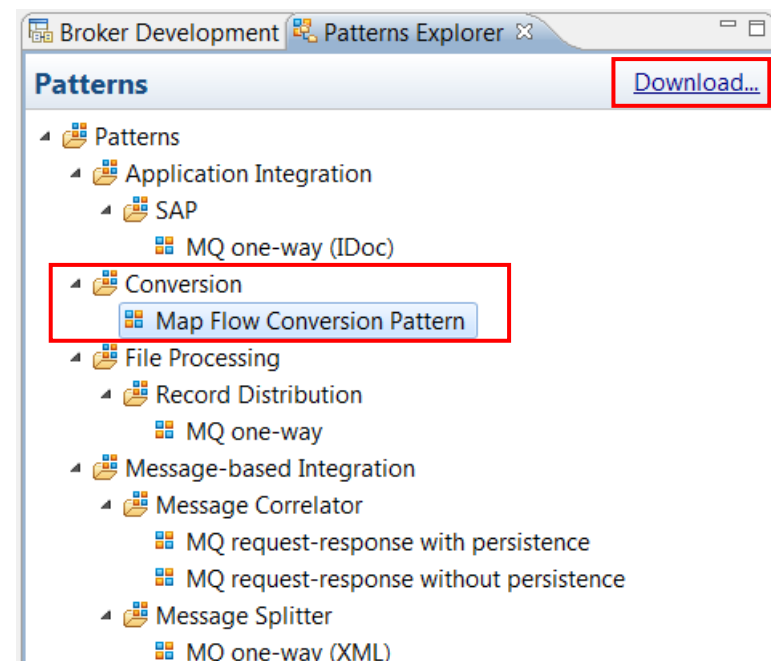 Broker Development Patterns Explorer
Patterns Download...
Patterns
Application Integration
SAP
MQ one-way (IDoc)
Conversion
Map Flow Conversion Pattern
File Processing
Record Distribution
MQ one-way
Message-based Integration
Message Correlator
MQ request-response with persistence
MQ request-response without persistence
Message Splitter
MQ one-way (XML)